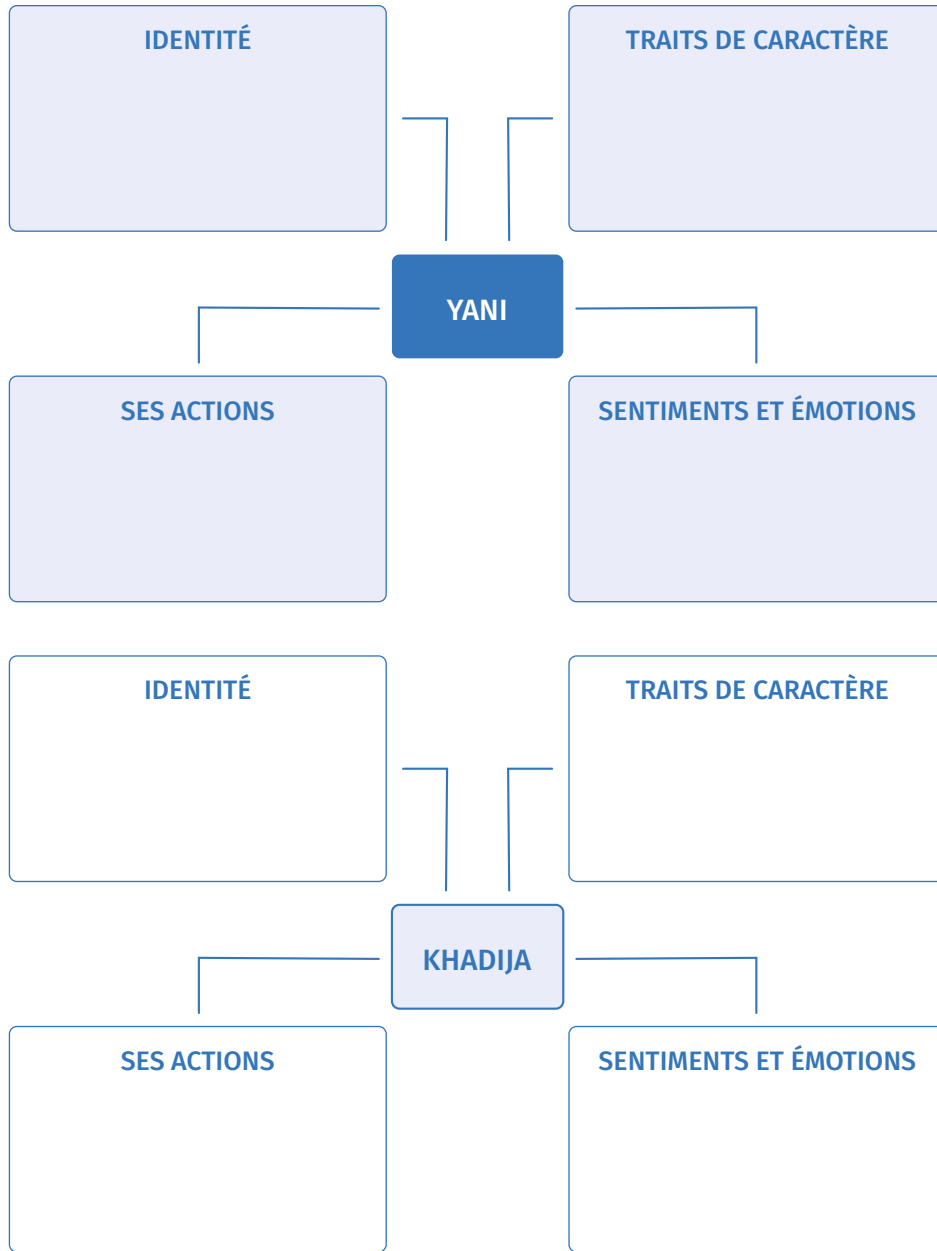 IDENTITÉ
TRAITS DE CARACTÈRE
YANI
SES ACTIONS
SENTIMENTS ET ÉMOTIONS
IDENTITÉ
TRAITS DE CARACTÈRE
KHADIJA
SES ACTIONS
SENTIMENTS ET ÉMOTIONS